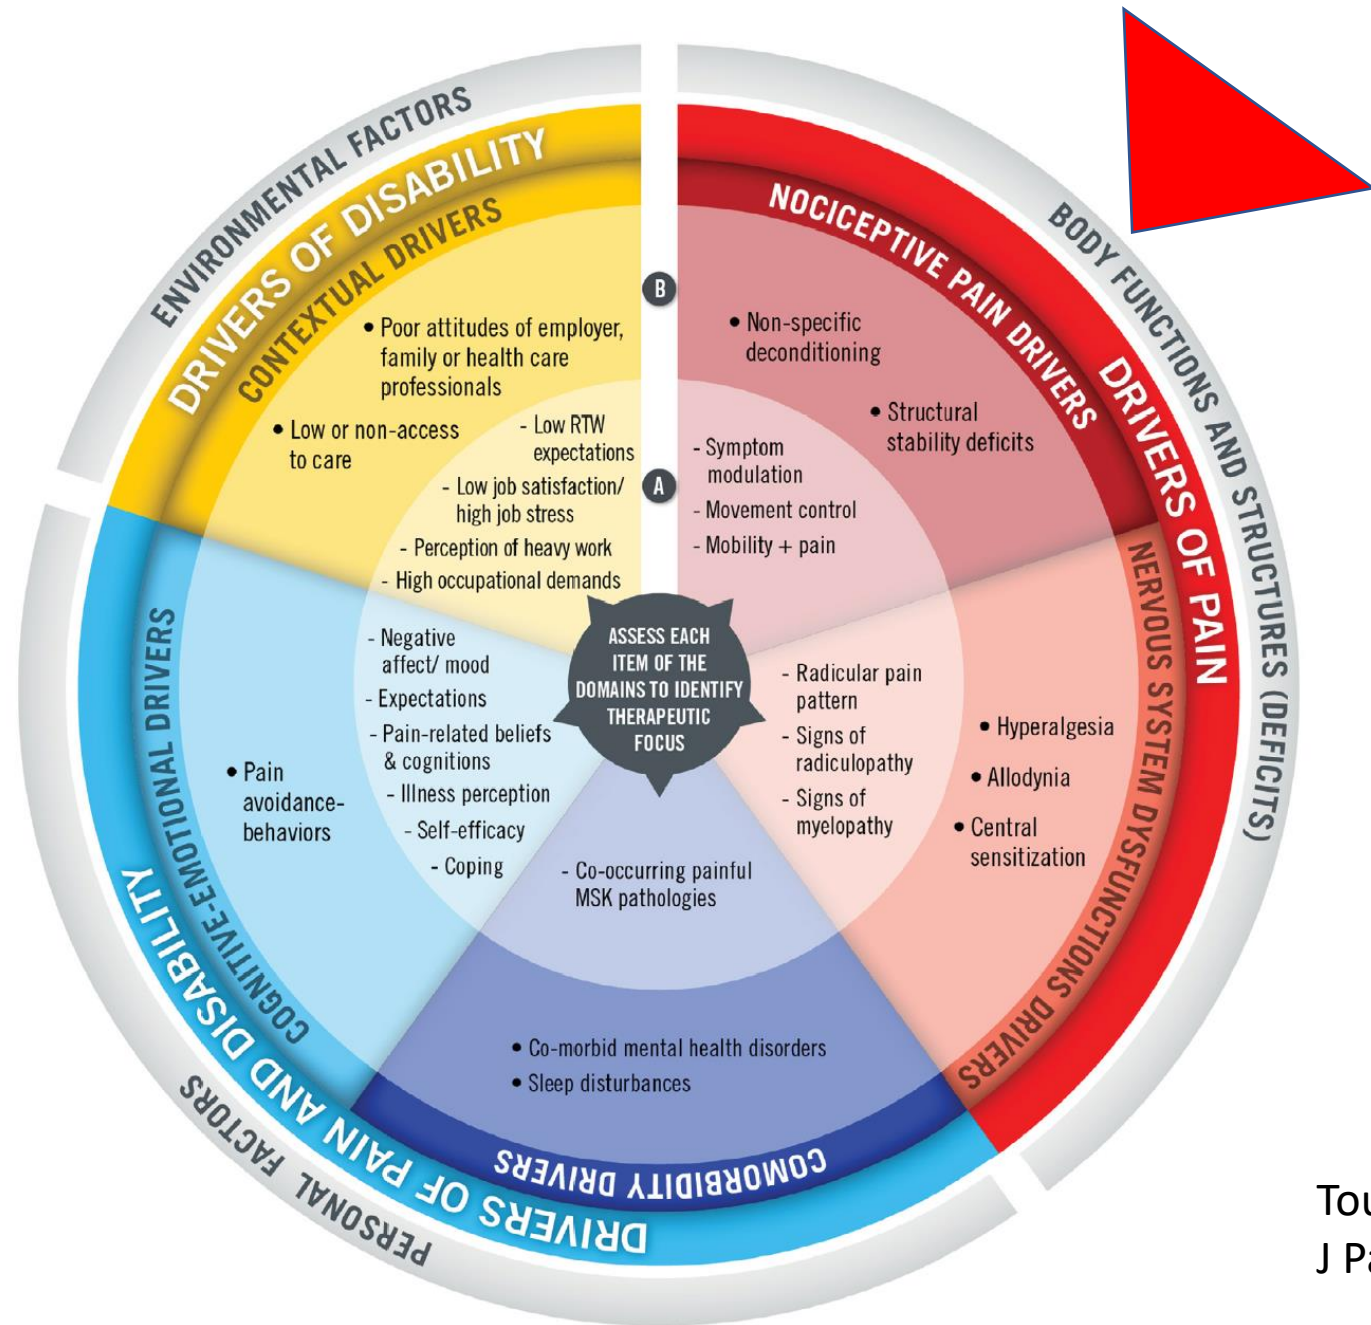 ENVIRONMENTAL FACTORS
DRIVERS OF DISABILITY
CONTEXTUAL DRIVERS
• Poor attitudes of employer,
family or health care
professionals
• Low or non-access
to care
- Low RTW
expectations
- Low job satisfaction/
high job stress
- Perception of heavy work
- High occupational demands
B
A
BODY FUNCTIONS AND STRUCTURES (DEFICITS)
DRIVERS OF PAIN
NOCICEPTIVE PAIN DRIVERS
• Non-specific
deconditioning
• Structural
stability deficits
- Symptom
modulation
- Movement control
- Mobility + pain
NERVOUS SYSTEM DYSFUNCTIONS DRIVERS
- Radicular pain
pattern
- Signs of
radiculopathy
- Signs of
myelopathy
• Hyperalgesia
• Allodynia
• Central
sensitization
ASSESS EACH
ITEM OF THE
DOMAINS TO IDENTIFY
THERAPEUTIC
FOCUS
PERSONAL FACTORS
DRIVERS OF PAIN AND DISABILITY
COGNITIVE-EMOTIONAL DRIVERS
- Negative
affect/ mood
- Expectations
- Pain-related beliefs
& cognitions
- Illness perception
- Self-efficacy
- Coping
• Pain
avoidance-
behaviors
- Co-occurring painful
MSK pathologies
• Co-morbid mental health disorders
• Sleep disturbances
COMORBIDITY DRIVERS
Tou
J Pa